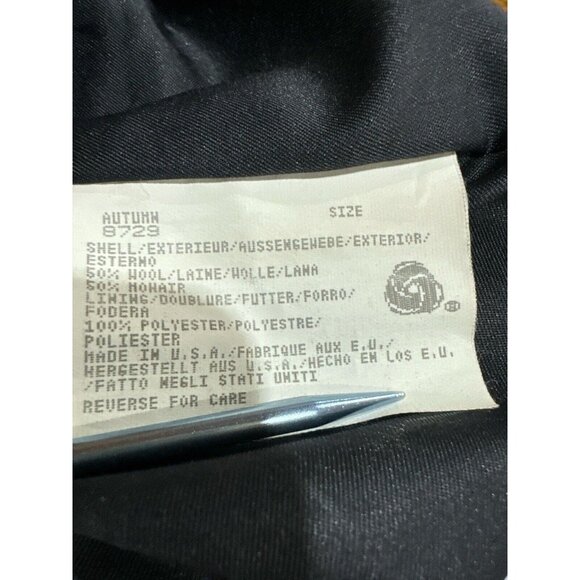 AUTUMN SIZE
8729
SHELL/EXTERIEUR/AUSSENGEWEBE/EXTERIOR/
ESTERNO
50% WOOL/LAINE/WOLLE/LANA
50% MOHAIR
LINING/DOUBLURE/FUTTER/FORRO/
FODERA
100% POLYESTER/POLYESTRE/
POLIESTER
MADE IN U.S.A./FABRIQUE AUX E.U./
HERGESTELLT AUS U.S.A./HECHO EN LOS E.U.
/FATTO NEGLI STATI UNITI
REVERSE FOR CARE
®